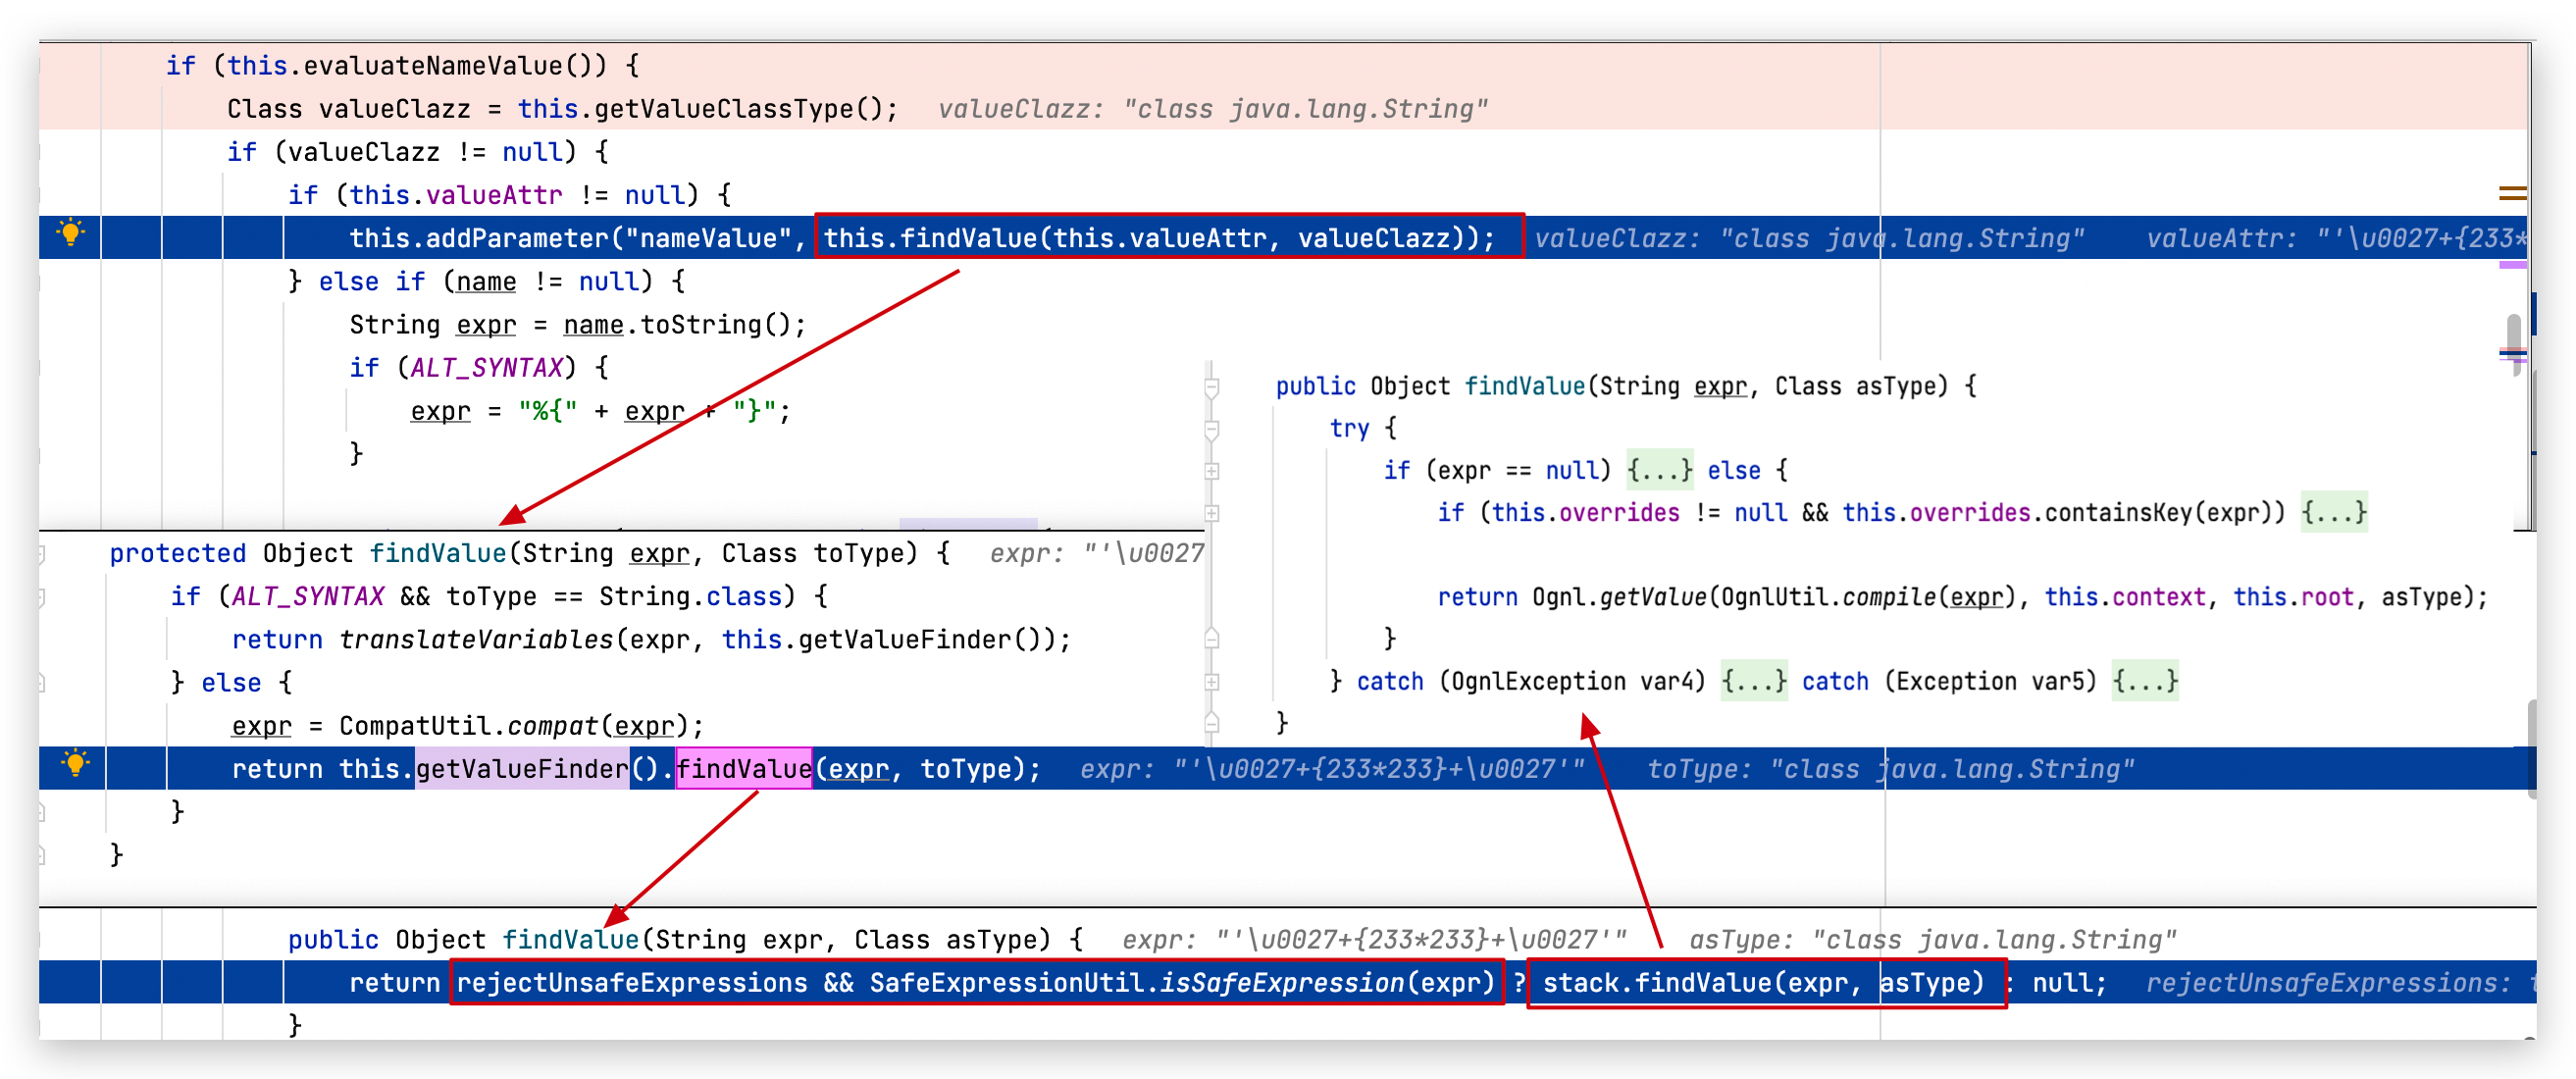 if (this.evaluateNameValue()) {
Class valueClazz = this.getValueClassType();   valueClazz: "class java.lang.String"
if (valueClazz != null) {
if (this.valueAttr != null) {
this.addParameter("nameValue", this.findValue(this.valueAttr, valueClazz));   valueClazz: "class java.lang.String"   valueAttr: "'\u0027+{233*
} else if (name != null) {
String expr = name.toString();
if (ALT_SYNTAX) {
expr = "%{" + expr + "}";
}
public Object findValue(String expr, Class asType) {
try {
if (expr == null) {...} else {
if (this.overrides != null && this.overrides.containsKey(expr)) {...}
return Ognl.getValue(OgnlUtil.compile(expr), this.context, this.root, asType);
}
} catch (OgnlException var4) {...} catch (Exception var5) {...}
}
protected Object findValue(String expr, Class toType) {   expr: "'\u0027
if (ALT_SYNTAX && toType == String.class) {
return translateVariables(expr, this.getValueFinder());
} else {
expr = CompatUtil.compat(expr);
return this.getValueFinder().findValue(expr, toType);   expr: "'\u0027+{233*233}+\u0027'"   toType: "class java.lang.String"
}
}
public Object findValue(String expr, Class asType) {   expr: "'\u0027+{233*233}+\u0027'"   asType: "class java.lang.String"
return rejectUnsafeExpressions && SafeExpressionUtil.isSafeExpression(expr) ? stack.findValue(expr, asType) : null;   rejectUnsafeExpressions:
}